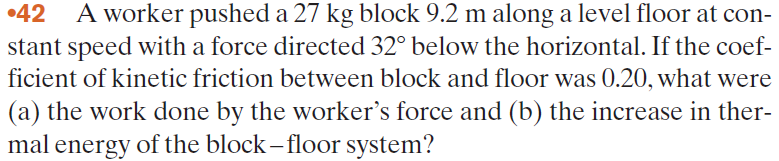 •42 A worker pushed a 27 kg block 9.2 m along a level floor at con-
stant speed with a force directed 32° below the horizontal. If the coef-
ficient of kinetic friction between block and floor was 0.20, what were
(a) the work done by the worker's force and (b) the increase in ther-
mal energy of the block–floor system?